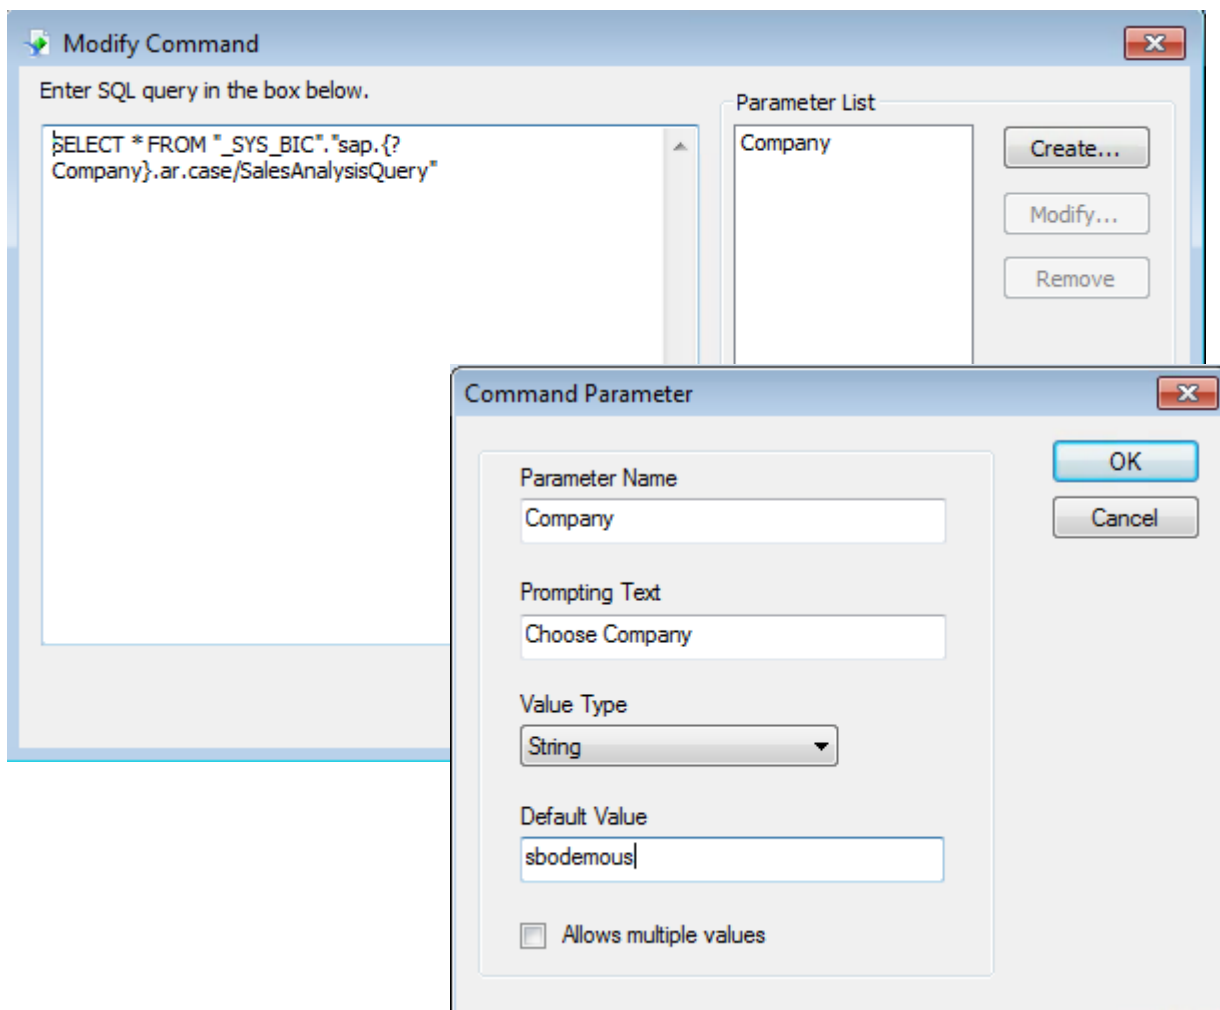 Modify Command
Enter SQL query in the box below.
SELECT * FROM "_SYS_BIC"."sap.{?
Company}.ar.case/SalesAnalysisQuery"
Parameter List
Company
Create...
Modify...
Remove
Command Parameter
Parameter Name
Company
Prompting Text
Choose Company
Value Type
String
Default Value
sbodemous
Allows multiple values
OK
Cancel